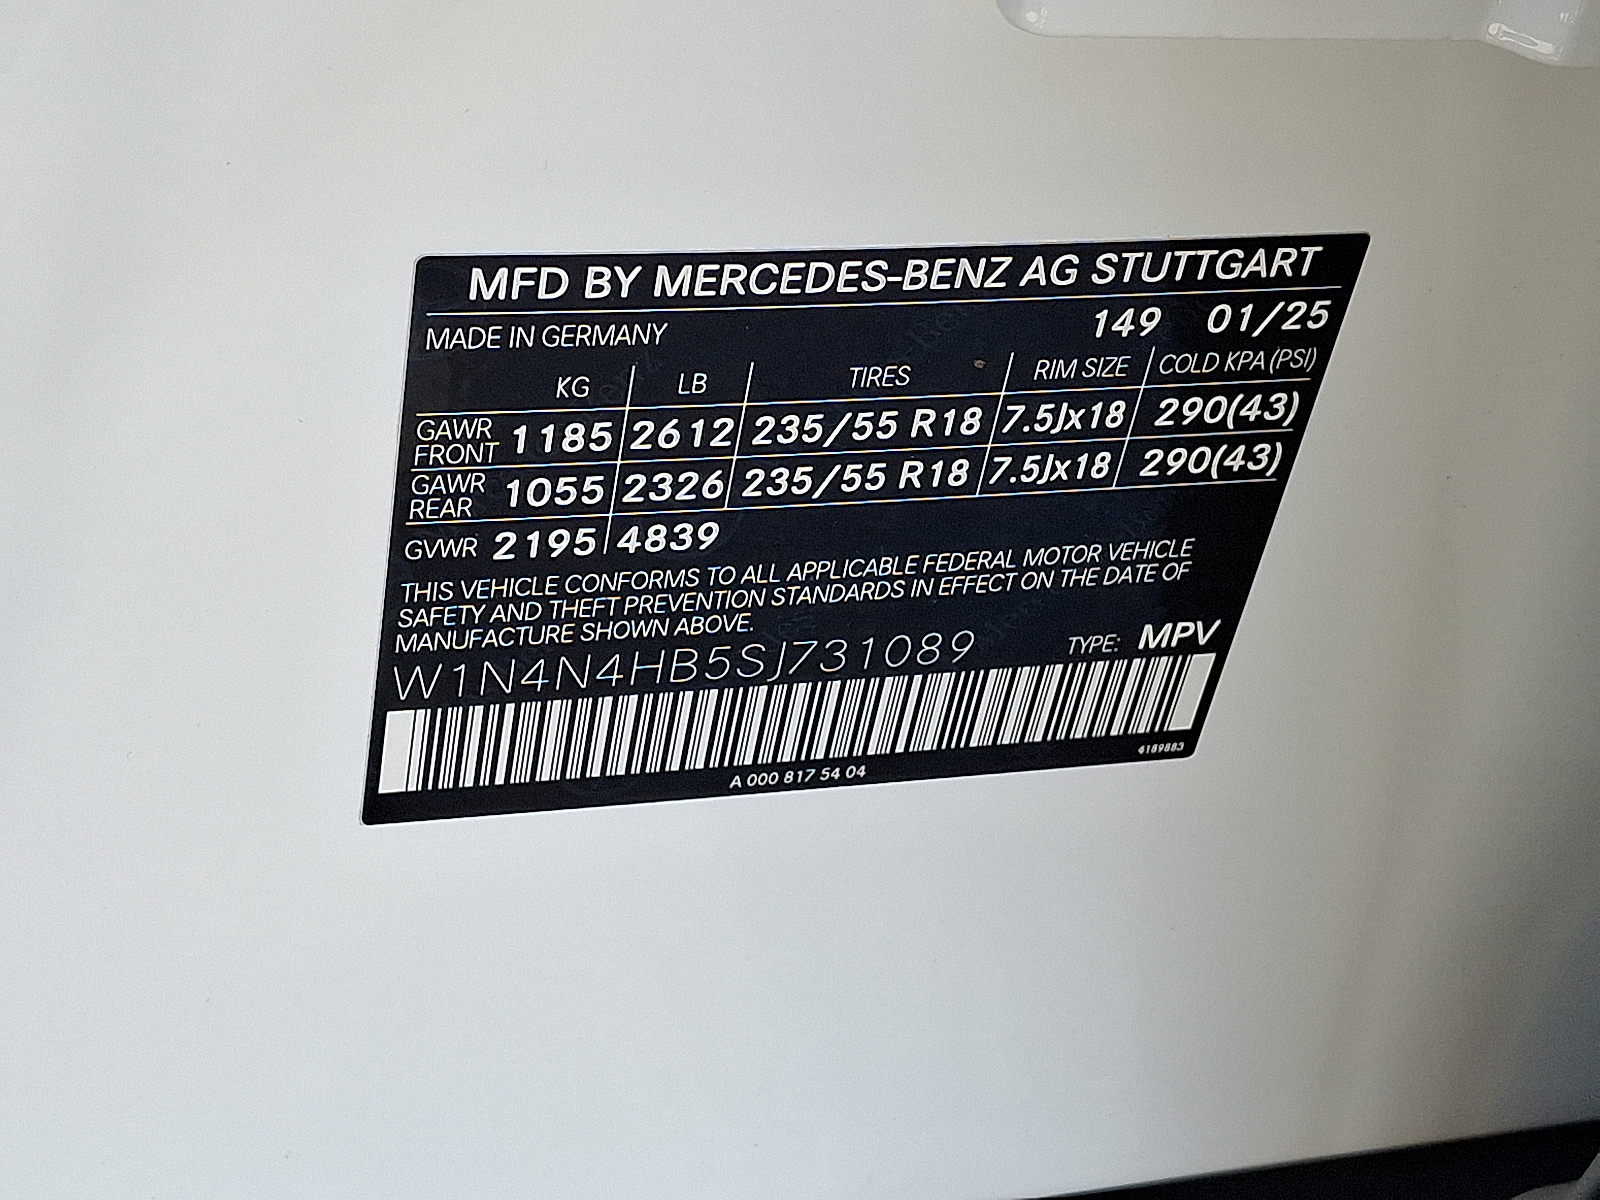 MFD BY MERCEDES-BENZ AG STUTTGART
MADE IN GERMANY 149 01/25
KG LB TIRES RIM SIZE COLD KPA (PSI)
GAWR FRONT 1185 2612 235/55 R18 7.5Jx18 290(43)
GAWR REAR 1055 2326 235/55 R18 7.5Jx18 290(43)
GVWR 2195 4839
THIS VEHICLE CONFORMS TO ALL APPLICABLE FEDERAL MOTOR VEHICLE
SAFETY AND THEFT PREVENTION STANDARDS IN EFFECT ON THE DATE OF
MANUFACTURE SHOWN ABOVE.
W1N4N4HB5SJ731089 TYPE: MPV
4189883
A 000 817 54 04